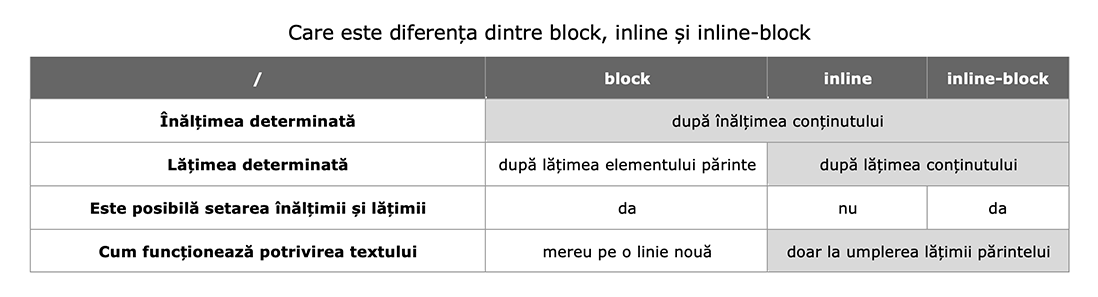 Care este diferența dintre block, inline și inline-block
/ block inline inline-block
Înălțimea determinată după înălțimea conținutului
Lățimea determinată după lățimea elementului părinte după lățimea conținutului
Este posibilă setarea înălțimii și lățimii da nu da
Cum funcționează potrivirea textului mereu pe o linie nouă doar la umplerea lățimii părintelui